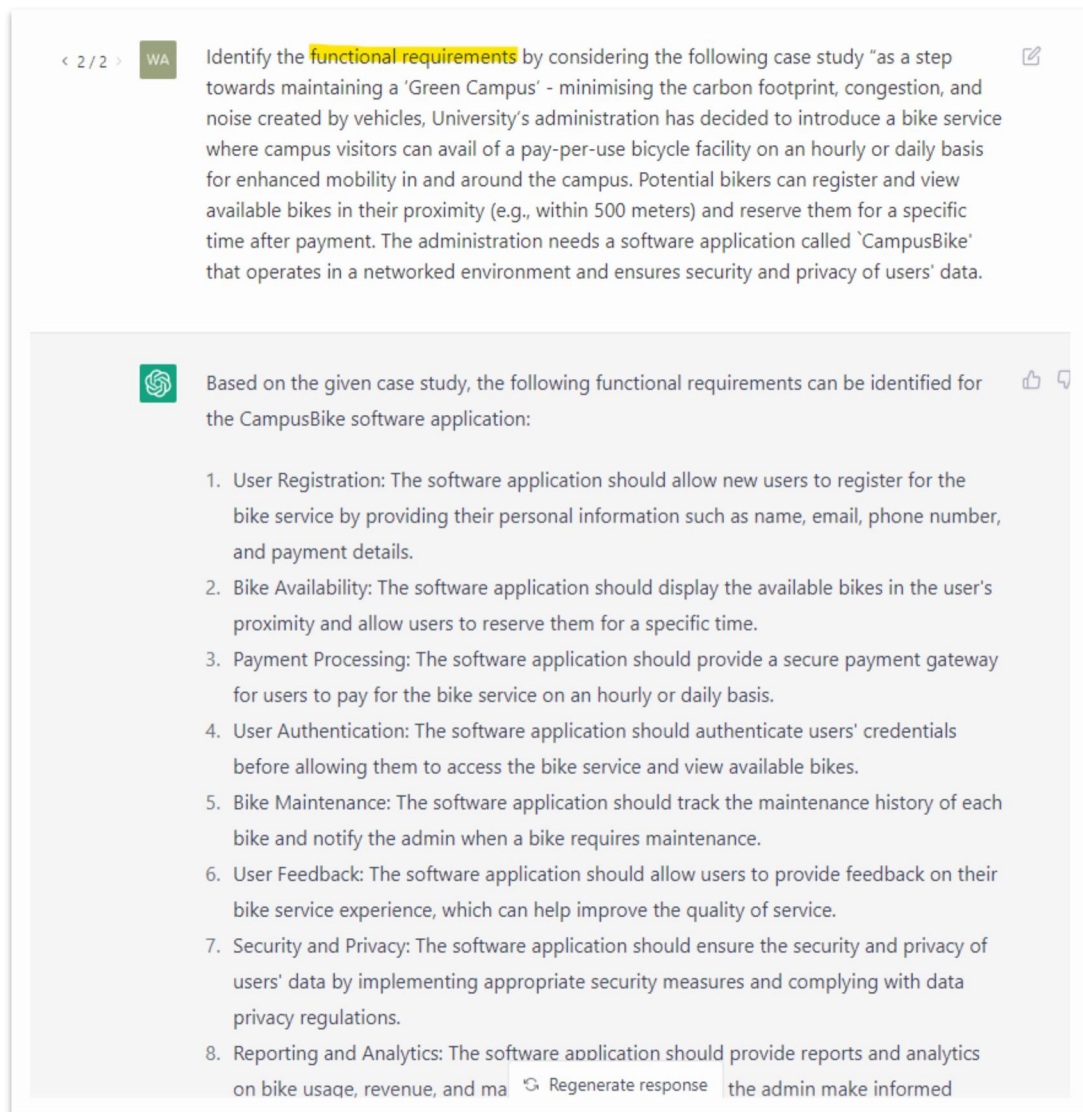 < 2 / 2 >
WA
Identify the functional requirements by considering the following case study “as a step
towards maintaining a ‘Green Campus’ - minimising the carbon footprint, congestion, and
noise created by vehicles, University’s administration has decided to introduce a bike service
where campus visitors can avail of a pay-per-use bicycle facility on an hourly or daily basis
for enhanced mobility in and around the campus. Potential bikers can register and view
available bikes in their proximity (e.g., within 500 meters) and reserve them for a specific
time after payment. The administration needs a software application called `CampusBike'
that operates in a networked environment and ensures security and privacy of users' data.
Based on the given case study, the following functional requirements can be identified for
the CampusBike software application:
1. User Registration: The software application should allow new users to register for the
bike service by providing their personal information such as name, email, phone number,
and payment details.
2. Bike Availability: The software application should display the available bikes in the user's
proximity and allow users to reserve them for a specific time.
3. Payment Processing: The software application should provide a secure payment gateway
for users to pay for the bike service on an hourly or daily basis.
4. User Authentication: The software application should authenticate users' credentials
before allowing them to access the bike service and view available bikes.
5. Bike Maintenance: The software application should track the maintenance history of each
bike and notify the admin when a bike requires maintenance.
6. User Feedback: The software application should allow users to provide feedback on their
bike service experience, which can help improve the quality of service.
7. Security and Privacy: The software application should ensure the security and privacy of
users' data by implementing appropriate security measures and complying with data
privacy regulations.
8. Reporting and Analytics: The software application should provide reports and analytics
on bike usage, revenue, and ma Regenerate response the admin make informed